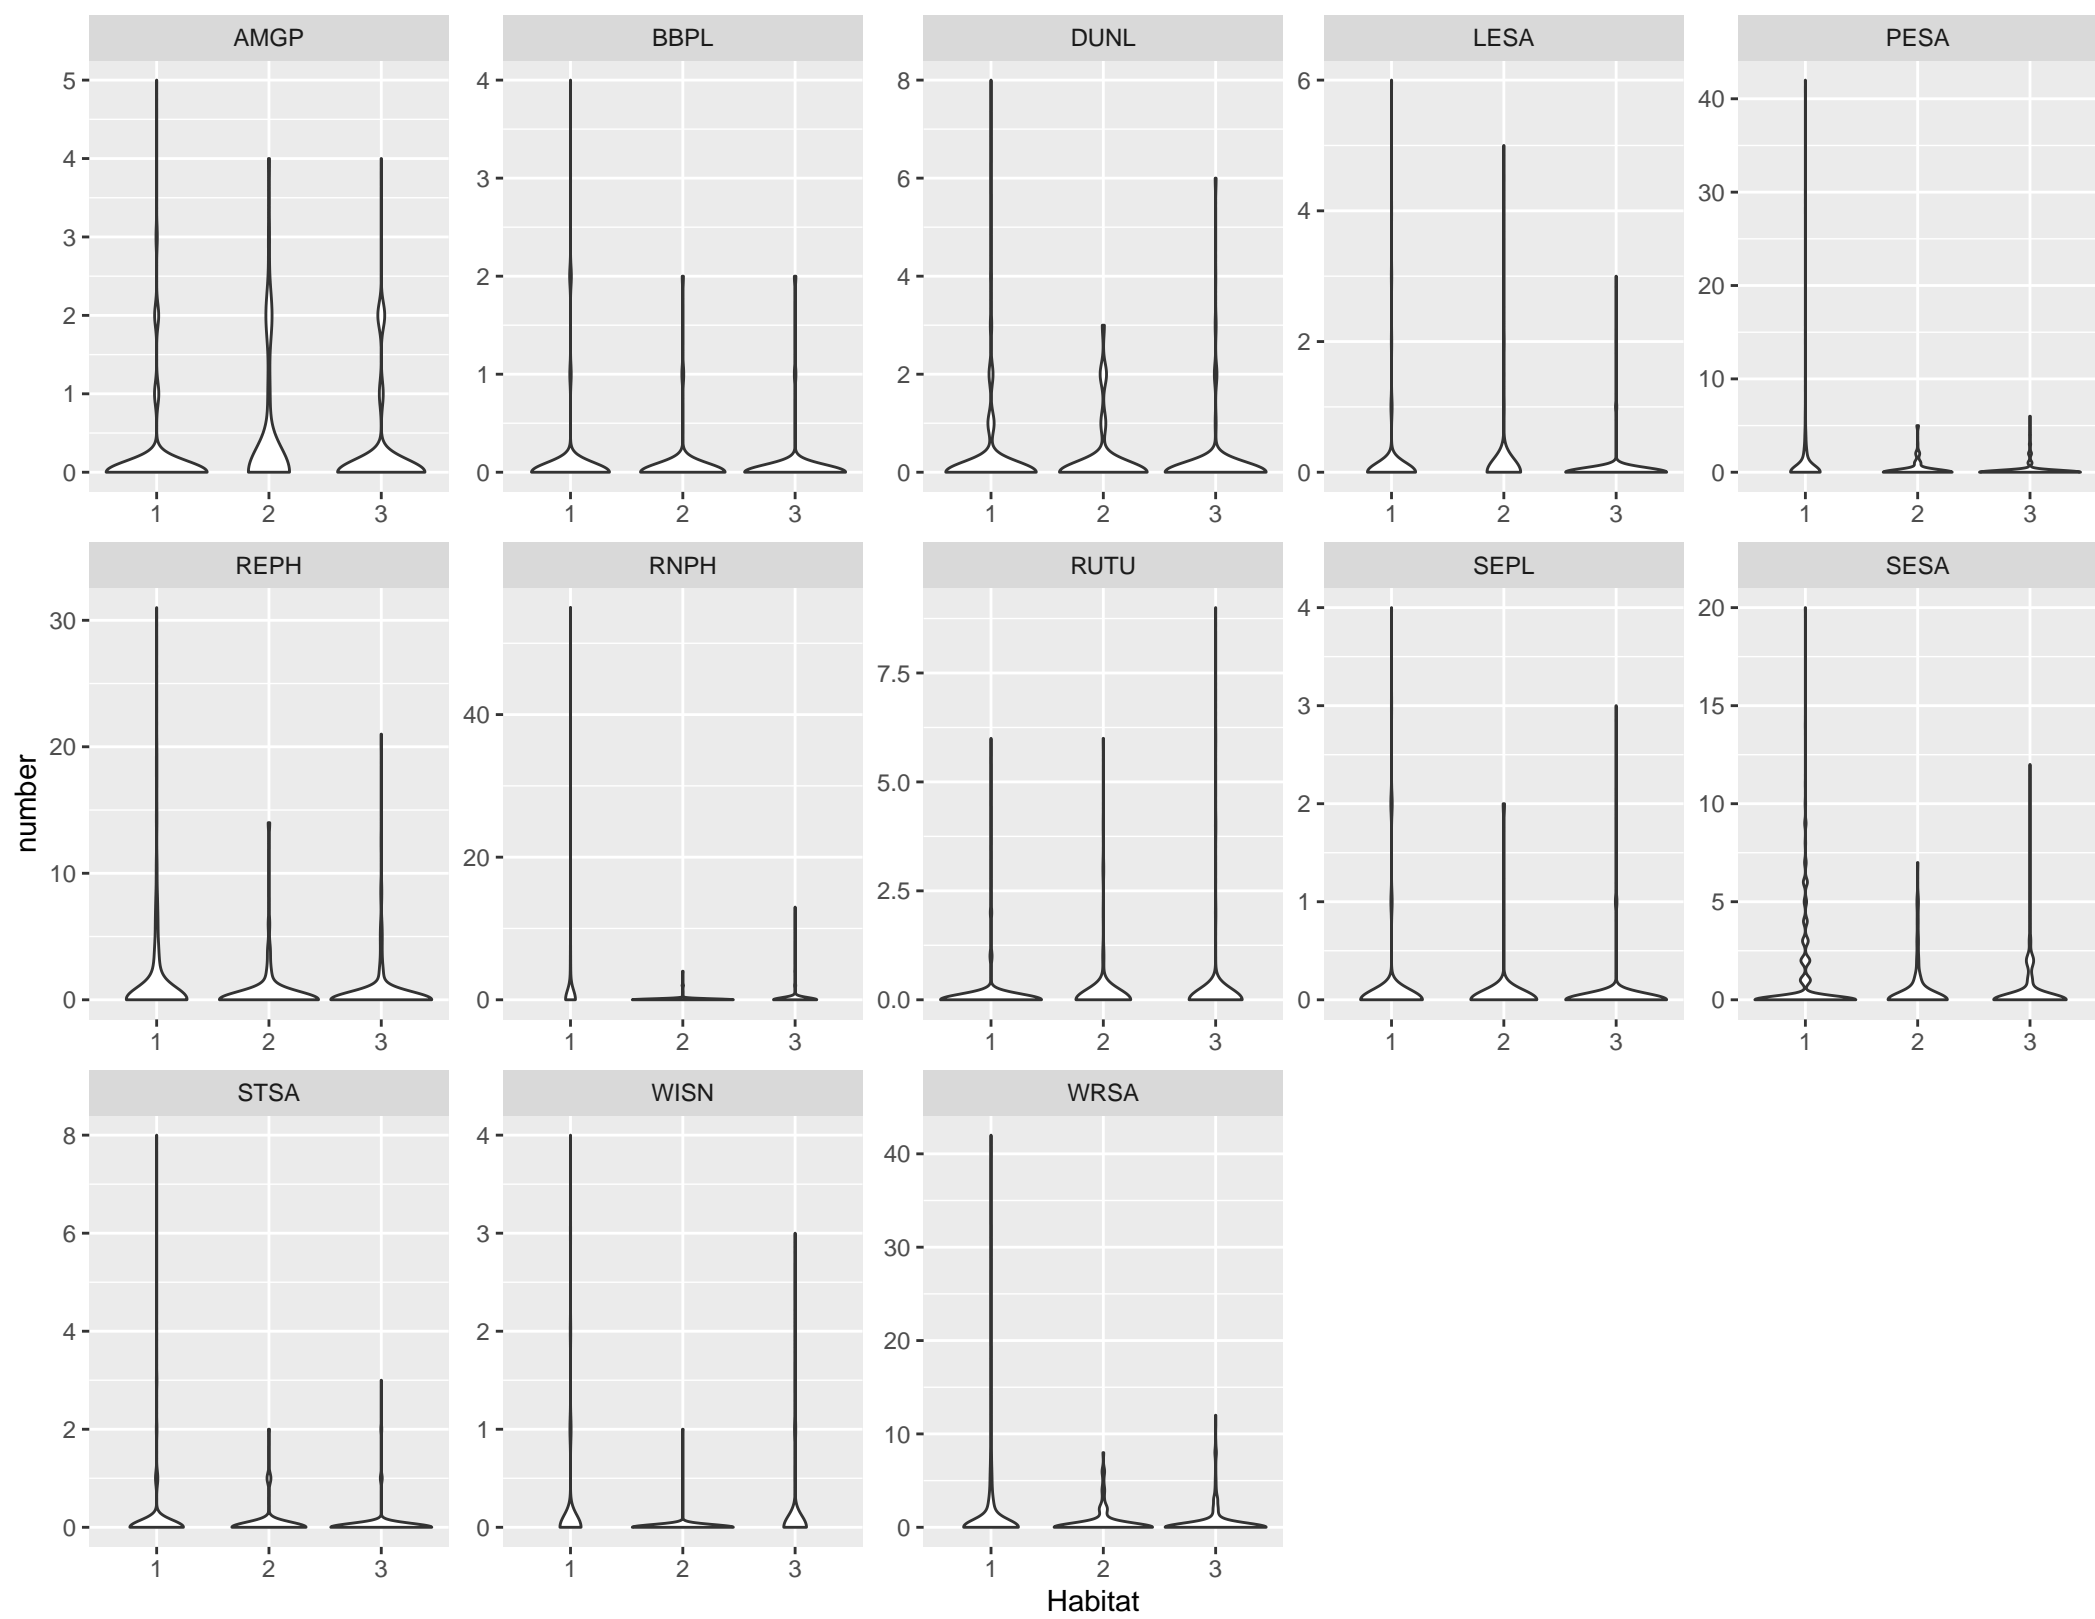 AMGP BBPL DUNL LESA PESA
5 4 3 2 1 0
4 3 2 1 0
8 6 4 2 0
6 4 2 0
40 30 20 10 0
1 2 3 1 2 3 1 2 3 1 2 3 1 2 3
REPH RNPH RUTU SEPL SESA
30 20 10 0
40 20 0
7.5 5.0 2.5 0.0
4 3 2 1 0
20 15 10 5 0
1 2 3 1 2 3 1 2 3 1 2 3 1 2 3
number
STSA WISN WRSA
8 6 4 2 0
4 3 2 1 0
40 30 20 10 0
1 2 3 1 2 3 1 2 3
Habitat